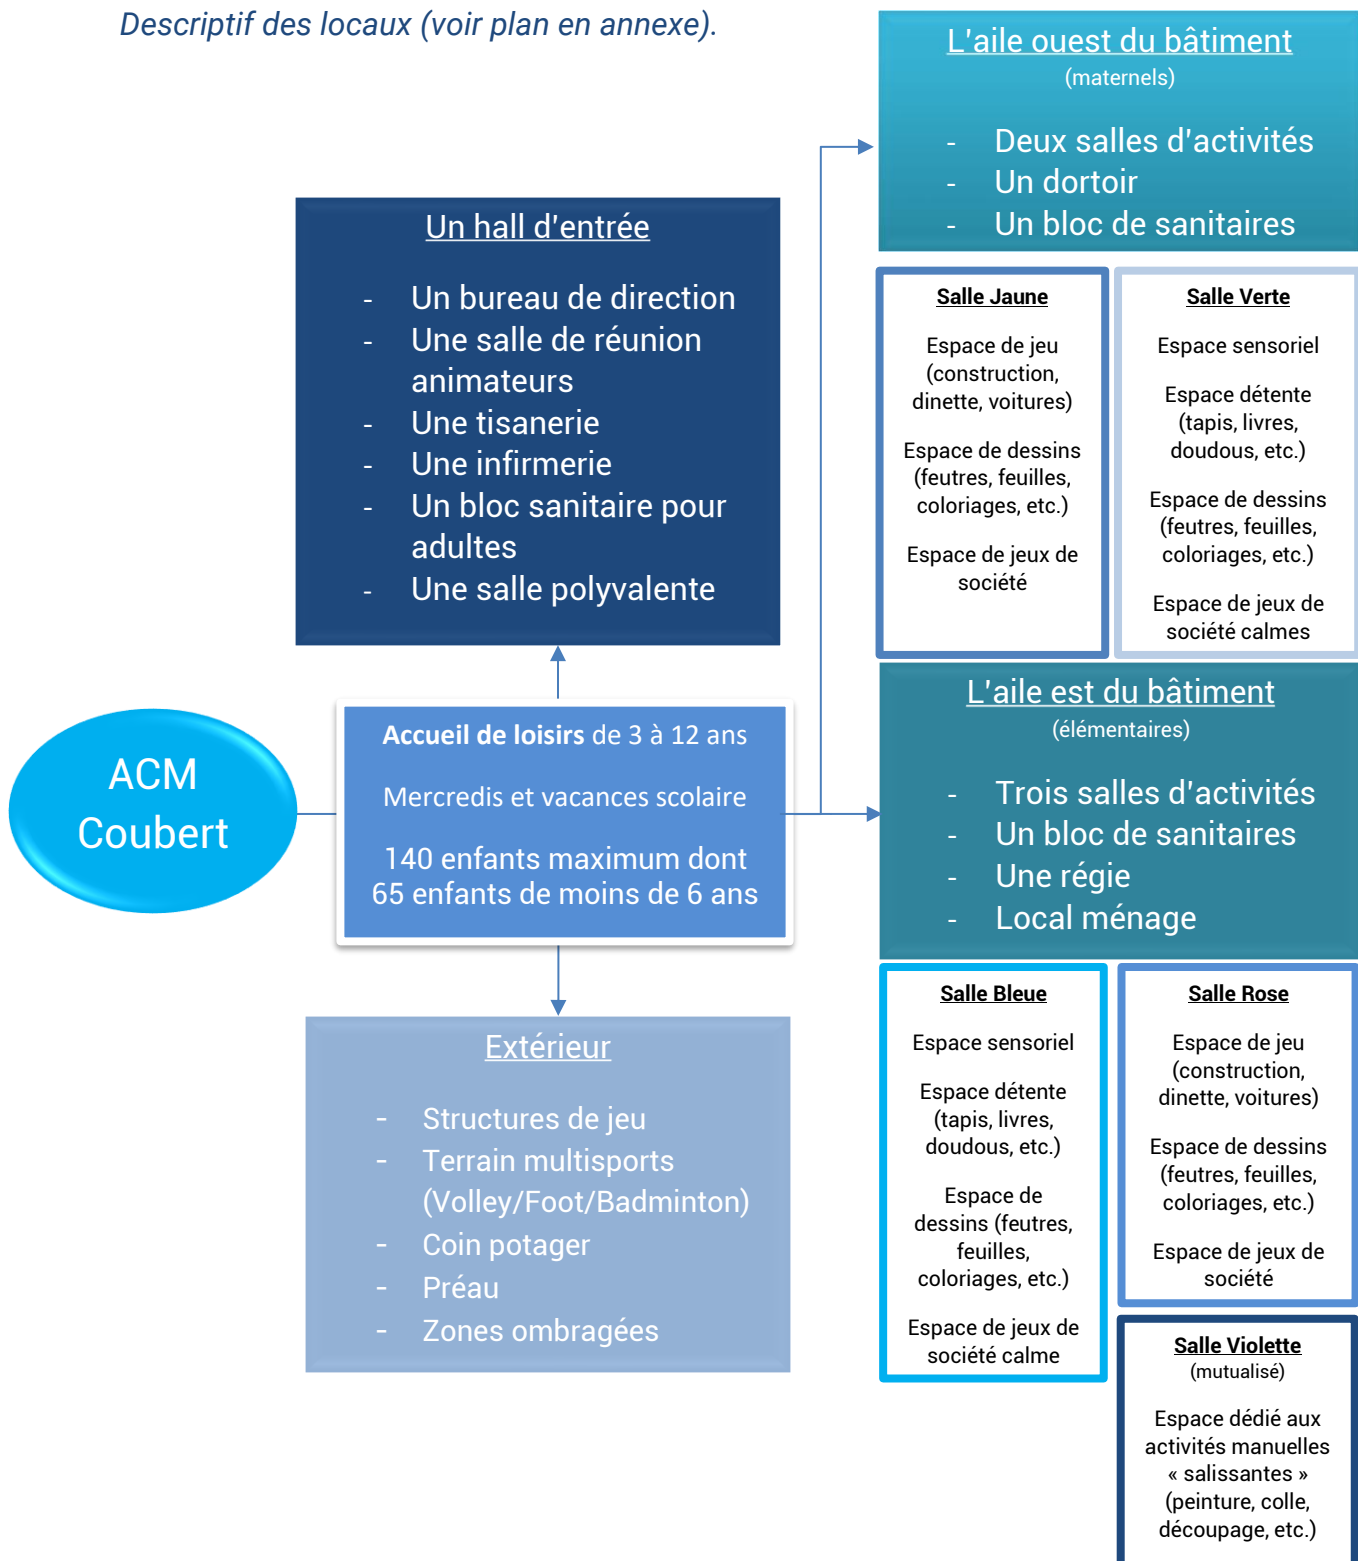 Descriptif des locaux (voir plan en annexe).
ACM
Coubert
Accueil de loisirs de 3 à 12 ans
Mercredis et vacances scolaire
140 enfants maximum dont
65 enfants de moins de 6 ans
Un hall d'entrée
- Un bureau de direction
- Une salle de réunion
animateurs
- Une tisanerie
- Une infirmerie
- Un bloc sanitaire pour
adultes
- Une salle polyvalente
Extérieur
- Structures de jeu
- Terrain multisports
(Volley/Foot/Badminton)
- Coin potager
- Préau
- Zones ombragées
L'aile ouest du bâtiment
(maternels)
- Deux salles d'activités
- Un dortoir
- Un bloc de sanitaires
Salle Jaune
Espace de jeu
(construction,
dinette, voitures)
Espace de dessins
(feutres, feuilles,
coloriages, etc.)
Espace de jeux de
société
Salle Verte
Espace sensoriel
Espace détente
(tapis, livres,
doudous, etc.)
Espace de dessins
(feutres, feuilles,
coloriages, etc.)
Espace de jeux de
société calmes
L'aile est du bâtiment
(élémentaires)
- Trois salles d'activités
- Un bloc de sanitaires
- Une régie
- Local ménage
Salle Bleue
Espace sensoriel
Espace détente
(tapis, livres,
doudous, etc.)
Espace de
dessins (feutres,
feuilles,
coloriages, etc.)
Espace de jeux de
société calme
Salle Rose
Espace de jeu
(construction,
dinette, voitures)
Espace de dessins
(feutres, feuilles,
coloriages, etc.)
Espace de jeux de
société
Salle Violette
(mutualisé)
Espace dédié aux
activités manuelles
« salissantes »
(peinture, colle,
découpage, etc.)